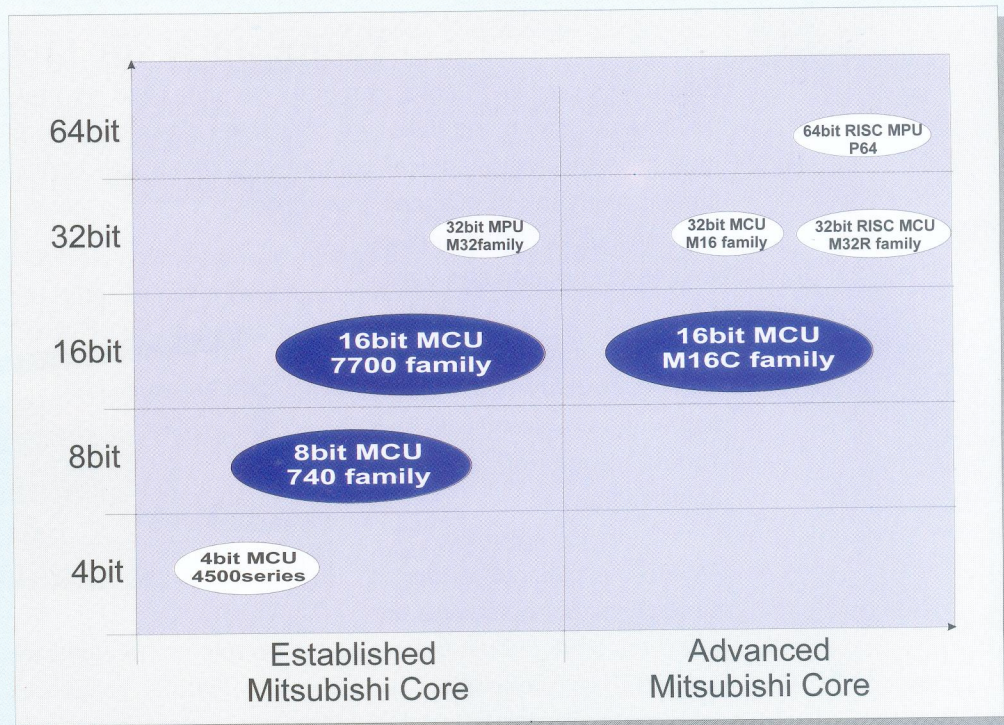 64bit
64bit RISC MPU
P64
32bit
32bit MPU
M32family
32bit MCU
M16 family
32bit RISC MCU
M32R family
16bit
16bit MCU
7700 family
16bit MCU
M16C family
8bit
8bit MCU
740 family
4bit
4bit MCU
4500series
Established
Mitsubishi Core
Advanced
Mitsubishi Core